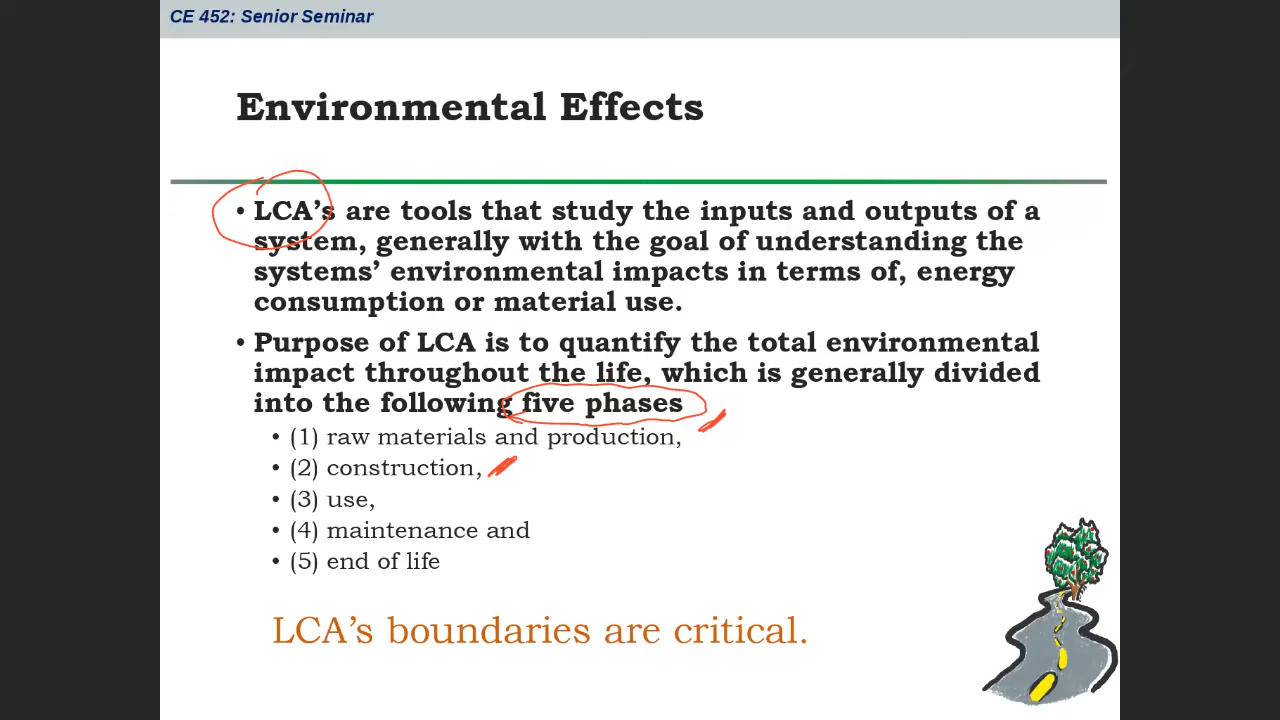 CE 452: Senior Seminar
Environmental Effects
• LCA’s are tools that study the inputs and outputs of a
system, generally with the goal of understanding the
systems’ environmental impacts in terms of, energy
consumption or material use.
• Purpose of LCA is to quantify the total environmental
impact throughout the life, which is generally divided
into the following five phases
• (1) raw materials and production,
• (2) construction,
• (3) use,
• (4) maintenance and
• (5) end of life
LCA’s boundaries are critical.